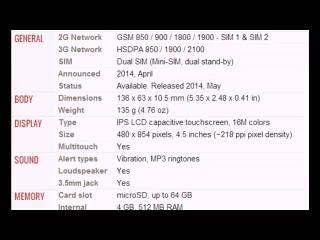 GENERAL 2G Network GSM 850 / 900 / 1800 / 1900 - SIM 1 & SIM 2
3G Network HSDPA 850 / 1900 / 2100
SIM Dual SIM (Mini-SIM, dual stand-by)
Announced 2014, April
Status Available. Released 2014, May
BODY Dimensions 136 x 63 x 10.5 mm (5.35 x 2.48 x 0.41 in)
Weight 135 g (4.76 oz)
DISPLAY Type IPS LCD capacitive touchscreen, 16M colors
Size 480 x 854 pixels, 4.5 inches (~218 ppi pixel density)
Multitouch Yes
SOUND Alert types Vibration, MP3 ringtones
Loudspeaker Yes
3.5mm jack Yes
MEMORY Card slot microSD, up to 64 GB
Internal 4 GB, 512 MB RAM